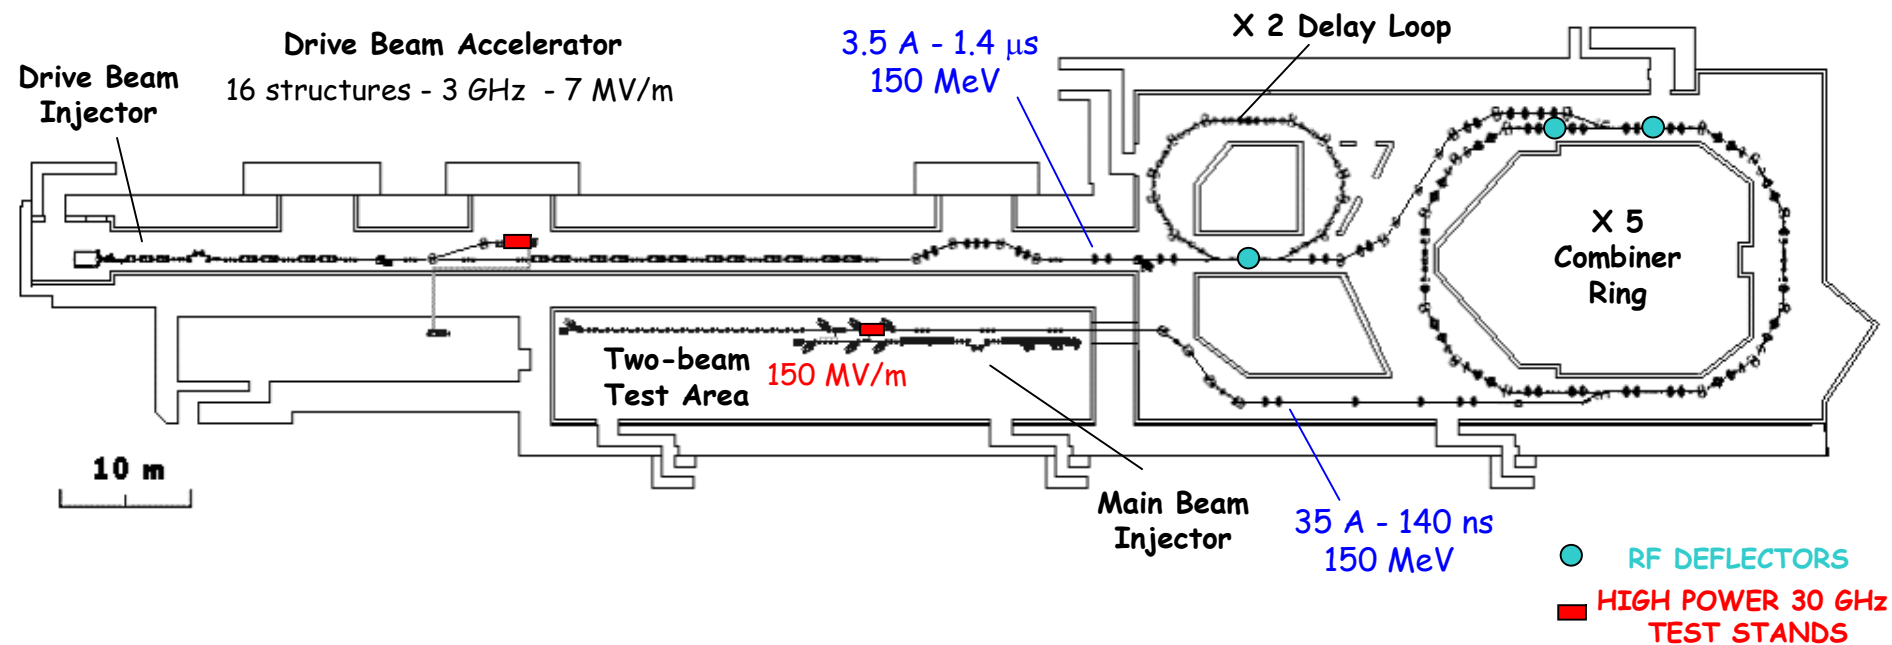 Drive Beam Accelerator
16 structures - 3 GHz - 7 MV/m
Drive Beam
Injector
3.5 A - 1.4 μs
150 MeV
X 2 Delay Loop
X 5
Combiner
Ring
Two-beam
Test Area
150 MV/m
10 m
Main Beam
Injector
35 A - 140 ns
150 MeV
RF DEFLECTORS
HIGH POWER 30 GHz
TEST STANDS